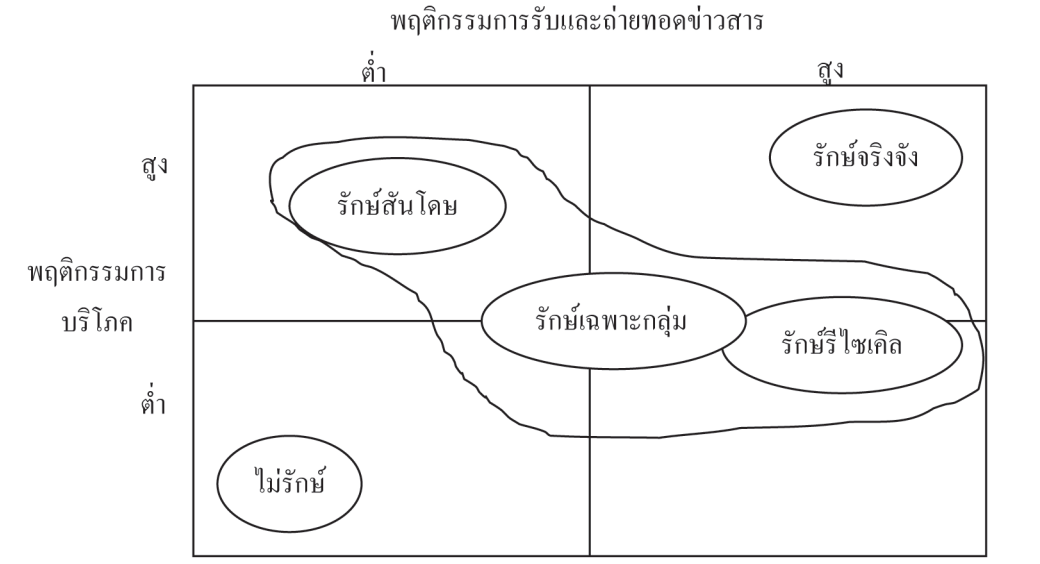 พฤติกรรมการรับและถ่ายทอดข่าวสาร
ต่ำ
สูง
สูง
รักษ์จริงจัง
รักษ์สันโดษ
พฤติกรรมการ
บริโภค
รักษ์เฉพาะกลุ่ม
รักษ์รีไซเคิล
ต่ำ
ไม่รักษ์